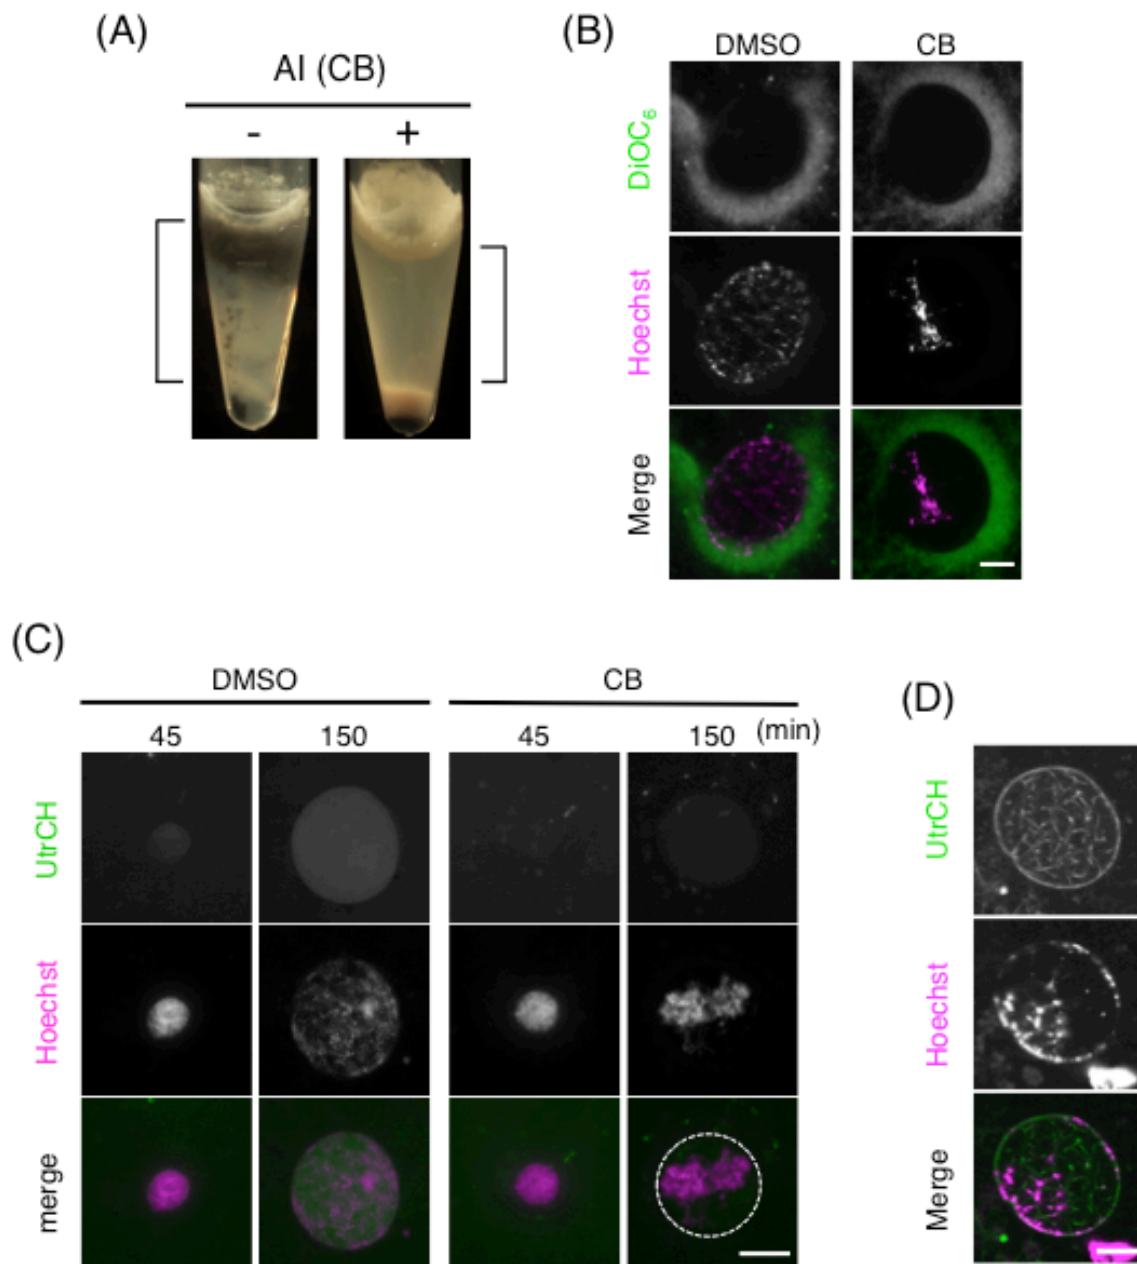 (A)
AI (CB)
- +
(B)
DMSO CB
DiOC₆
Hoechst
Merge
(C)
DMSO CB
45 150 45 150 (min)
UtrCH
Hoechst
merge
(D)
UtrCH
Hoechst
Merge